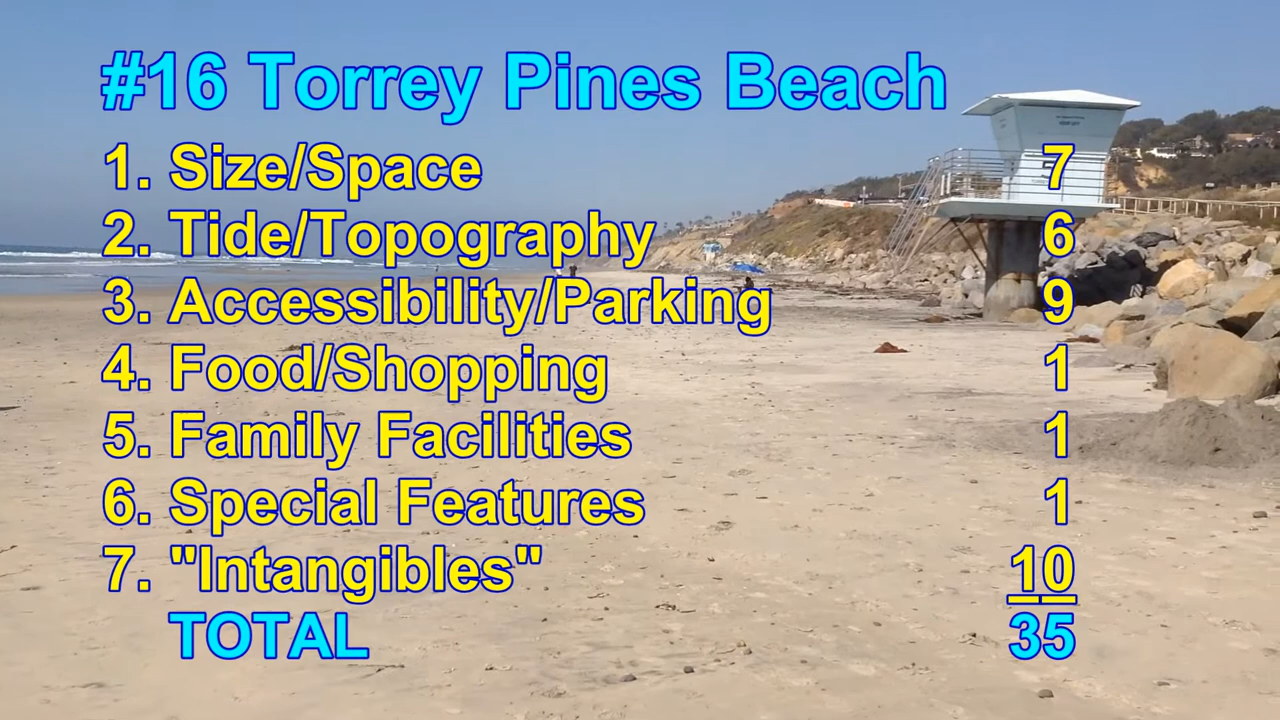 #16 Torrey Pines Beach
1. Size/Space 7
2. Tide/Topography 6
3. Accessibility/Parking 9
4. Food/Shopping 1
5. Family Facilities 1
6. Special Features 1
7. "Intangibles" 10
TOTAL 35